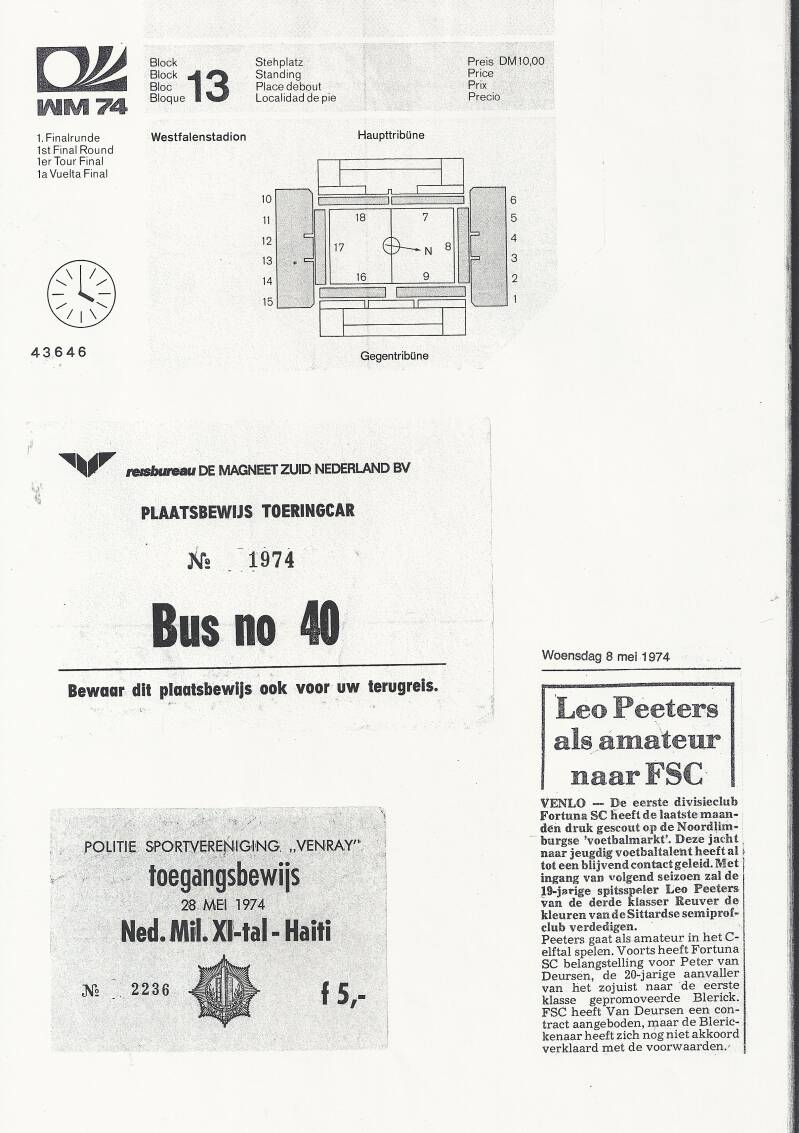 WM 74
Block
Block
Bloc
Bloque
13
Stehplatz
Standing
Place debout
Localidad de pie
Preis DM10,00
Price
Prix
Precio
1. Finalrunde
1st Final Round
1er Tour Final
1a Vuelta Final
Westfalenstadion
Haupttribüne
10
11
12
13
14
15
18
7
17
8
N
16
9
6
5
4
3
2
1
Gegentribüne
43646
reisbureau DE MAGNEET ZUID NEDERLAND BV
PLAATSBEWIJS TOERINGCAR
№ 1974
Bus no 40
Bewaar dit plaatsbewijs ook voor uw terugreis.
POLITIE SPORTVERENIGING „VENRAY”
toegangsbewijs
28 MEI 1974
Ned. Mil. XI-tal - Haiti
№ 2236
f 5,-
Woensdag 8 mei 1974
Leo Peeters
als amateur
naar FSC
VENLO — De eerste divisieclub
Fortuna SC heeft de laatste maan-
den druk gescout op de Noordlim-
burgse 'voetbalmarkt'. Deze jacht
naar jeugdig voetbaltalent heeft al
tot een blijvend contact geleid. Met
ingang van volgend seizoen zal de
19-jarige spitsspeler Leo Peeters
van de derde klasser Reuver de
kleuren van de Sittardse semiprof-
club verdedigen.
Peeters gaat als amateur in het C-
elftal spelen. Voorts heeft Fortuna
SC belangstelling voor Peter van
Deursen, de 20-jarige aanvaller
van het zojuist naar de eerste
klasse gepromoveerde Blerick.
FSC heeft Van Deursen een con-
tract aangeboden, maar de Bleric-
kenaar heeft zich nog niet akkoord
verklaard met de voorwaarden.